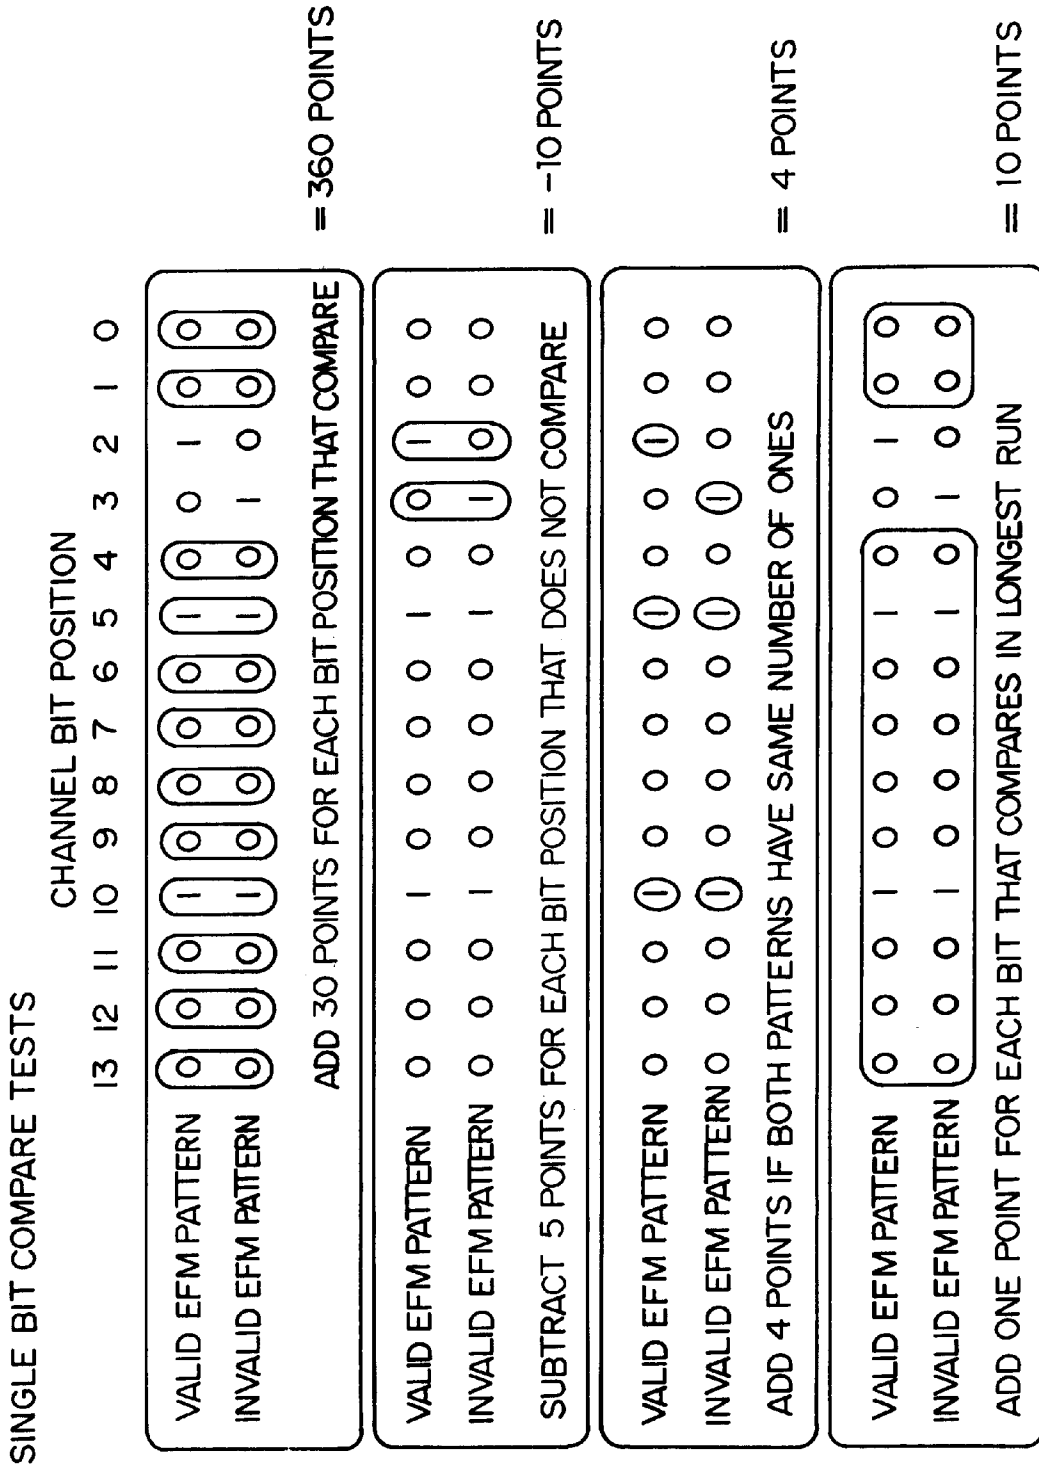 SINGLE BIT COMPARE TESTS
CHANNEL BIT POSITION
13 12 11 10 9 8 7 6 5 4 3 2 1 0
VALID EFM PATTERN 0 0 0 1 0 0 0 0 1 0 0 1 0 0
INVALID EFM PATTERN 0 0 0 1 0 0 0 0 1 0 1 0 0 0
ADD 30 POINTS FOR EACH BIT POSITION THAT COMPARE = 360 POINTS
VALID EFM PATTERN 0 0 0 1 0 0 0 0 1 0 0 1 0 0
INVALID EFM PATTERN 0 0 0 1 0 0 0 0 1 0 1 0 0 0
SUBTRACT 5 POINTS FOR EACH BIT POSITION THAT DOES NOT COMPARE = -10 POINTS
VALID EFM PATTERN 0 0 0 1 0 0 0 0 1 0 0 1 0 0
INVALID EFM PATTERN 0 0 0 1 0 0 0 0 1 0 1 0 0 0
ADD 4 POINTS IF BOTH PATTERNS HAVE SAME NUMBER OF ONES = 4 POINTS
VALID EFM PATTERN 0 0 0 1 0 0 0 0 1 0 0 1 0 0
INVALID EFM PATTERN 0 0 0 1 0 0 0 0 1 0 1 0 0 0
ADD ONE POINT FOR EACH BIT THAT COMPARES IN LONGEST RUN = 10 POINTS